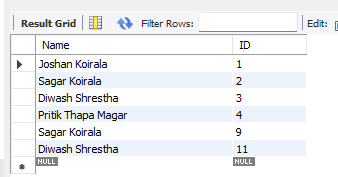 Result Grid Filter Rows: Edit:
Name ID
Joshan Koirala 1
Sagar Koirala 2
Diwash Shrestha 3
Pritik Thapa Magar 4
Sagar Koirala 9
Diwash Shrestha 11
NULL NULL